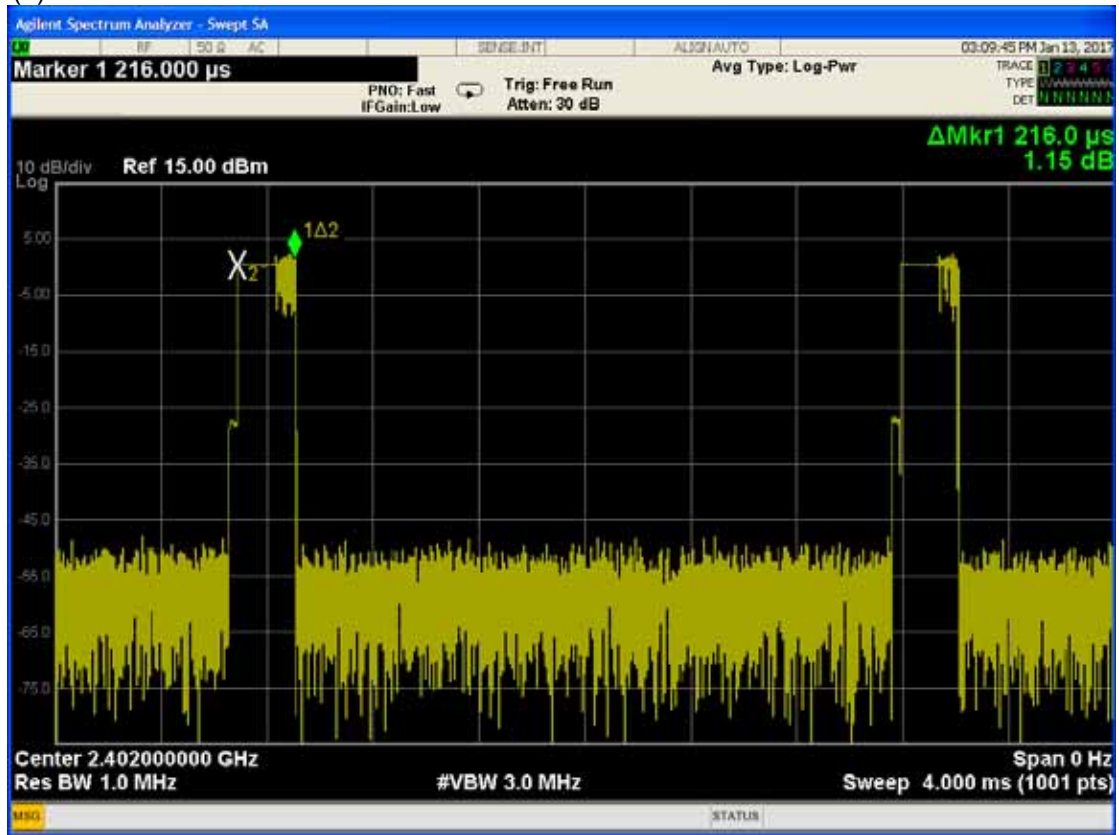 Agilent Spectrum Analyzer - Swept SA
RF 50 Ω AC SENSE:INT ALIGN AUTO 03:09:45 PM Jan 13, 2017
Marker 1 216.000 µs
PNO: Fast
IFGain:Low
Trig: Free Run
Atten: 30 dB
Avg Type: Log-Pwr
TRACE 1 2 3 4 5
TYPE
DET N N N N N N
ΔMkr1 216.0 µs
1.15 dB
10 dB/div Ref 15.00 dBm
Log
5.00
1Δ2
X2
-5.00
-15.0
-25.0
-35.0
-45.0
-55.0
-65.0
-75.0
Center 2.402000000 GHz Span 0 Hz
Res BW 1.0 MHz #VBW 3.0 MHz Sweep 4.000 ms (1001 pts)
MSG STATUS